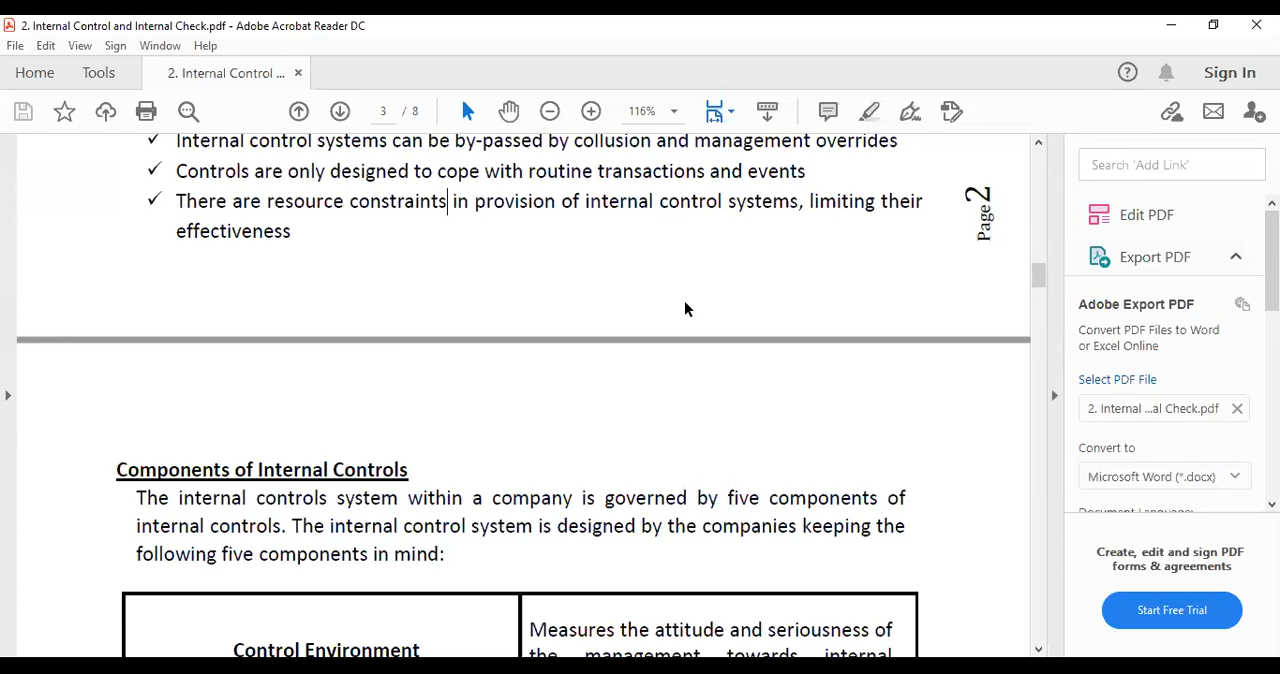 2. Internal Control and Internal Check.pdf - Adobe Acrobat Reader DC
File Edit View Sign Window Help
Home Tools 2. Internal Control ... × Sign In
3 / 8 116%
Internal control systems can be by-passed by collusion and management overrides
✓ Controls are only designed to cope with routine transactions and events
✓ There are resource constraints in provision of internal control systems, limiting their
effectiveness
Page 2
Components of Internal Controls
The internal controls system within a company is governed by five components of
internal controls. The internal control system is designed by the companies keeping the
following five components in mind:
Control Environment
Measures the attitude and seriousness of
the management towards internal
Search 'Add Link'
Edit PDF
Export PDF
Adobe Export PDF
Convert PDF Files to Word
or Excel Online
Select PDF File
2. Internal ...al Check.pdf
Convert to
Microsoft Word (*.docx)
Document Language:
Create, edit and sign PDF
forms & agreements
Start Free Trial